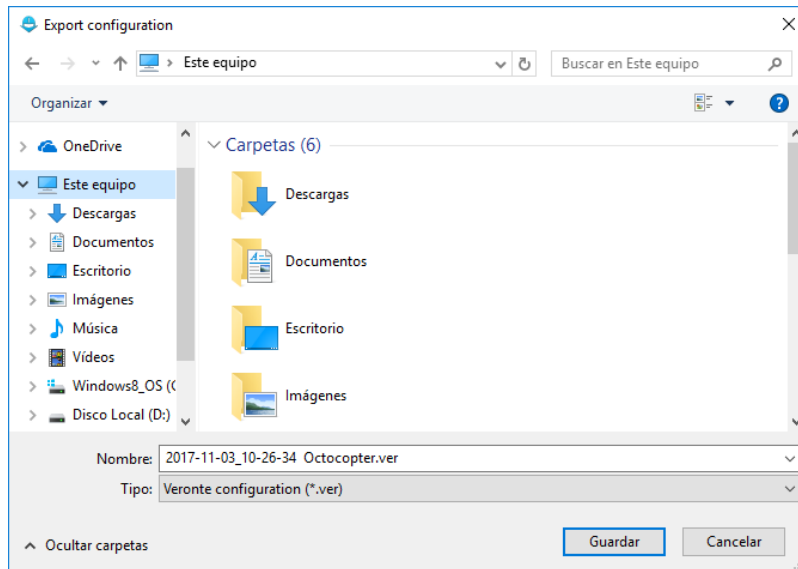 Export configuration
Este equipo
Buscar en Este equipo
Organizar
OneDrive
Este equipo
Descargas
Documentos
Escritorio
Imágenes
Música
Vídeos
Windows8_OS (
Disco Local (D:)
Carpetas (6)
Descargas
Documentos
Escritorio
Imágenes
Nombre: 2017-11-03_10-26-34 Octocopter.ver
Tipo: Veronte configuration (*.ver)
Ocultar carpetas
Guardar
Cancelar